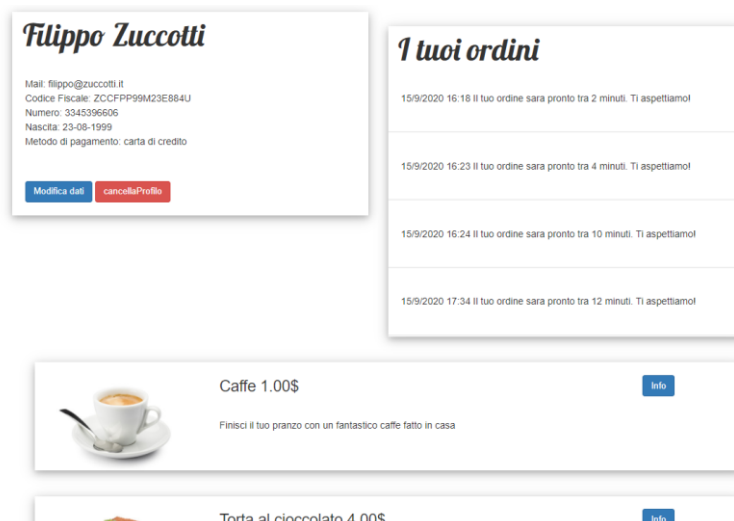 Filippo Zuccotti
Mail: filippo@zuccotti.it
Codice Fiscale: ZCCFPP99M23E884U
Numero: 3345396606
Nascita: 23-08-1999
Metodo di pagamento: carta di credito
Modifica dati cancellaProfilo
I tuoi ordini
15/9/2020 16:18 Il tuo ordine sara pronto tra 2 minuti. Ti aspettiamo!
15/9/2020 16:23 Il tuo ordine sara pronto tra 4 minuti. Ti aspettiamo!
15/9/2020 16:24 Il tuo ordine sara pronto tra 10 minuti. Ti aspettiamo!
15/9/2020 17:34 Il tuo ordine sara pronto tra 12 minuti. Ti aspettiamo!
Caffe 1.00$ Info
Finisci il tuo pranzo con un fantastico caffe fatto in casa
Torta al cioccolato 4.00$ Info